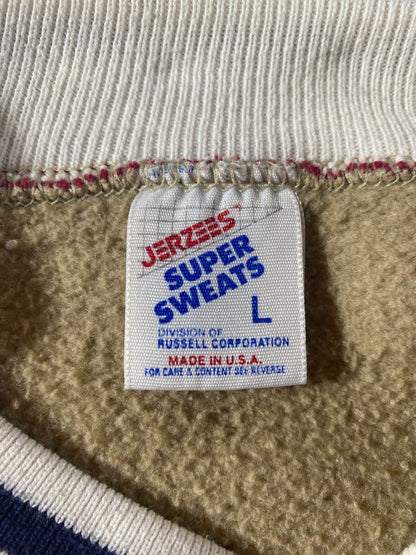 JERZEES
SUPER
SWEATS
L
DIVISION OF
RUSSELL CORPORATION
MADE IN U.S.A.
FOR CARE & CONTENT SEE REVERSE